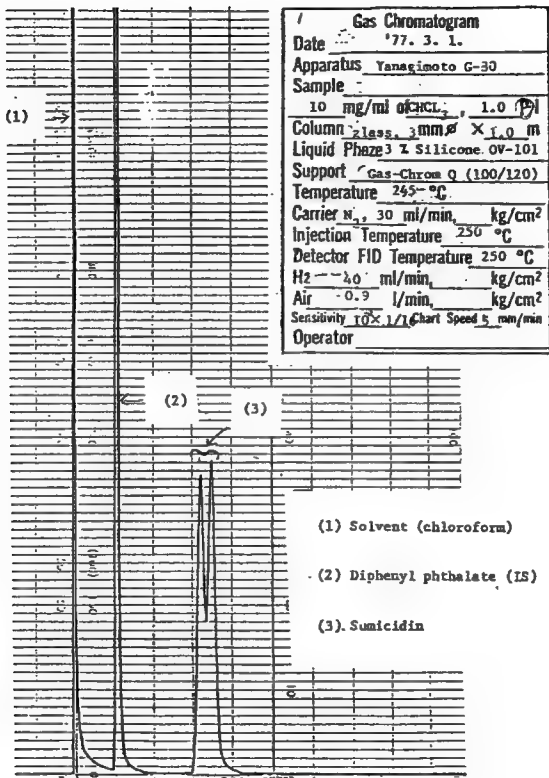 Gas Chromatogram
Date '77. 3. 1.
Apparatus Yanagimoto G-30
Sample
10 mg/ml of CHCL3, 1.0 μl
Column glass. 3mmø × 1.0 m
Liquid Phaze 3 % Silicone OV-101
Support Gas-Chrom Q (100/120)
Temperature 245 °C
Carrier N2, 30 ml/min, kg/cm²
Injection Temperature 250 °C
Detector FID Temperature 250 °C
H2 40 ml/min, kg/cm²
Air 0.9 l/min, kg/cm²
Sensitivity 10× 1/16 Chart Speed 5 mm/min
Operator
(1)
(2)
(3)
(1) Solvent (chloroform)
(2) Diphenyl phthalate (IS)
(3). Sumicidin